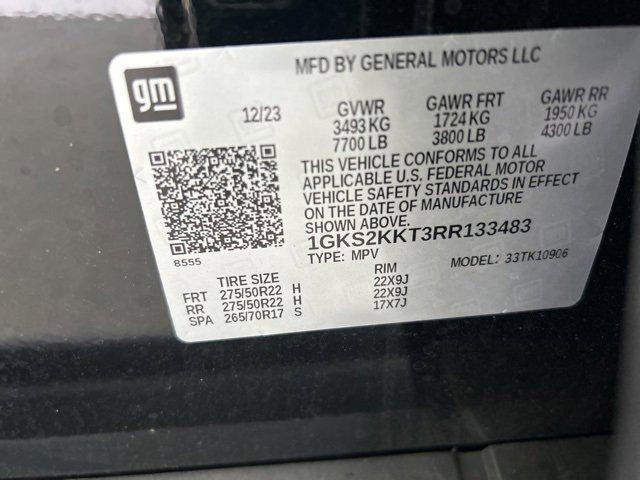 gm
MFD BY GENERAL MOTORS LLC
12/23 GVWR GAWR FRT GAWR RR
3493 KG 1724 KG 1950 KG
7700 LB 3800 LB 4300 LB
THIS VEHICLE CONFORMS TO ALL
APPLICABLE U.S. FEDERAL MOTOR
VEHICLE SAFETY STANDARDS IN EFFECT
ON THE DATE OF MANUFACTURE
SHOWN ABOVE.
1GKS2KKT3RR133483
8555 TYPE: MPV MODEL: 33TK10906
TIRE SIZE RIM
FRT 275/50R22 H 22X9J
RR 275/50R22 H 22X9J
SPA 265/70R17 S 17X7J